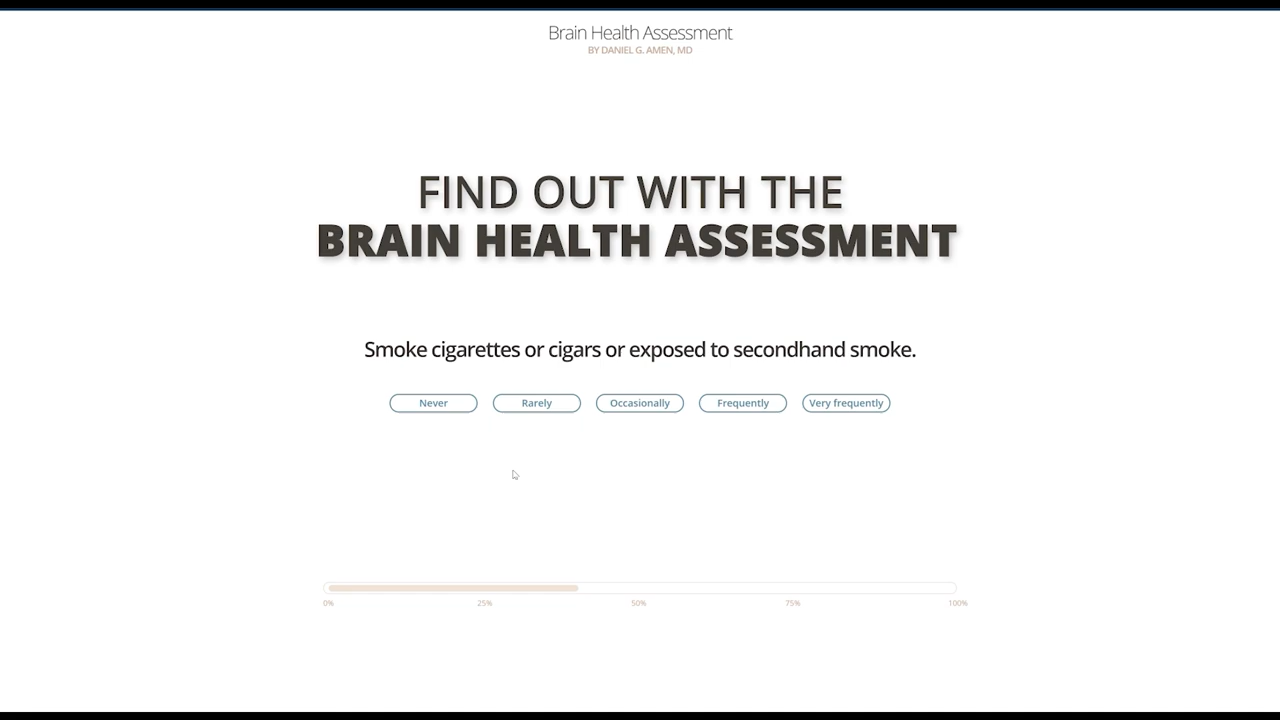 Brain Health Assessment
BY DANIEL G. AMEN, MD
FIND OUT WITH THE
BRAIN HEALTH ASSESSMENT
Smoke cigarettes or cigars or exposed to secondhand smoke.
Never Rarely Occasionally Frequently Very frequently
0% 25% 50% 75% 100%